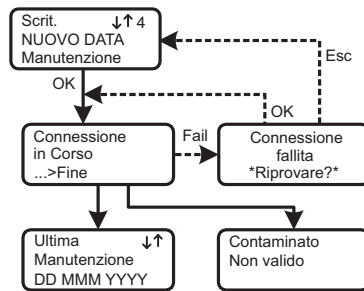 Scrit. ↓↑ 4
NUOVO DATA
Manutenzione
Esc
OK
OK
Connessione
in Corso
...>Fine
Fail
Connessione
fallita
*Riprovare?*
Ultima ↓↑
Manutenzione
DD MMM YYYY
Contaminato
Non valido